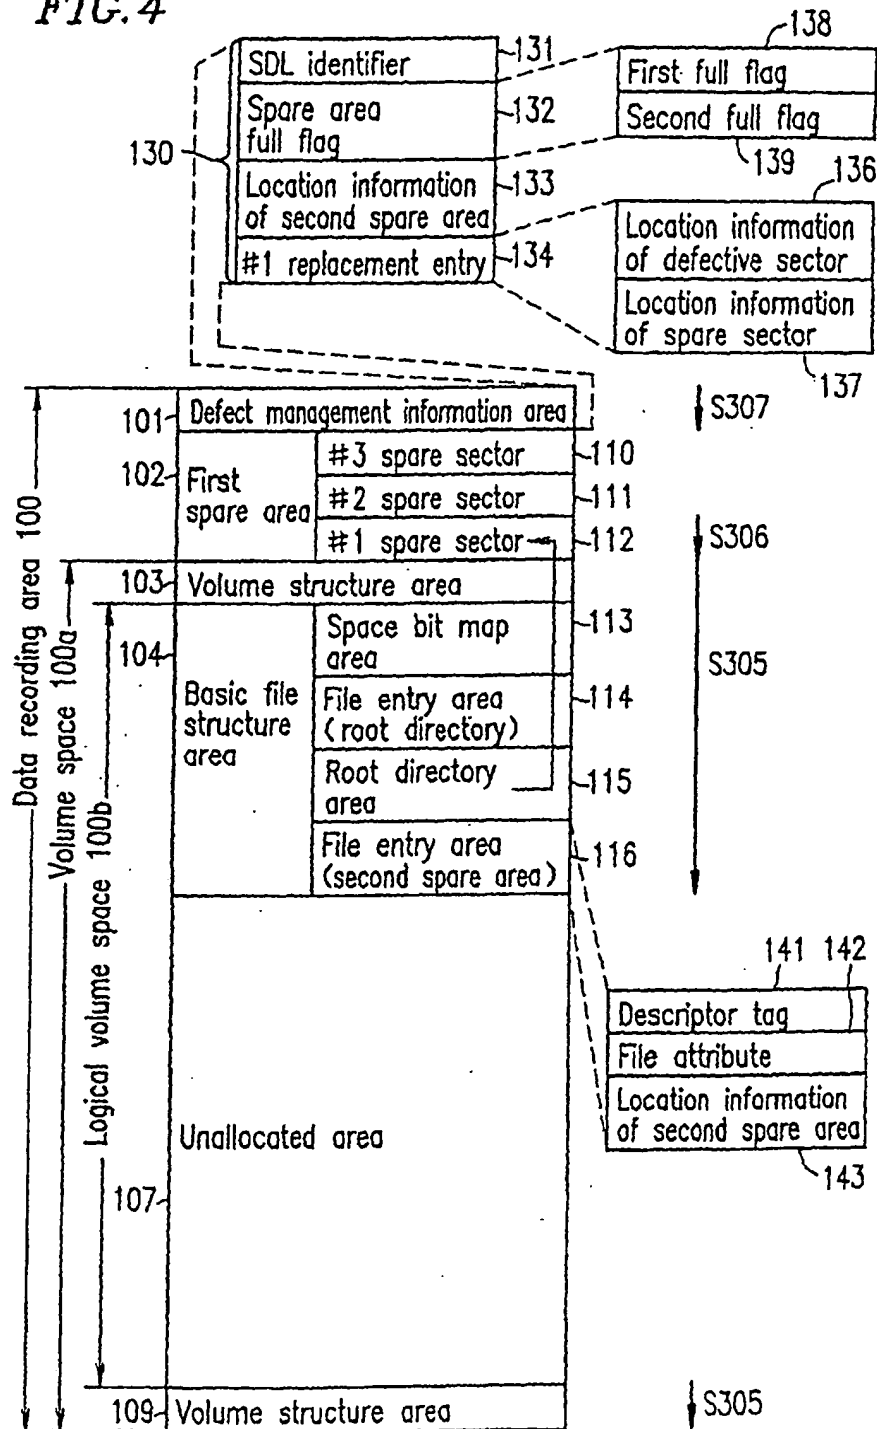 FIG. 4
138
131
SDL identifier
First full flag
Spare area
full flag
132
Second full flag
130
139
136
Location information
of second spare area
133
Location information
of defective sector
#1 replacement entry
134
Location information
of spare sector
137
101
Defect management information area
S307
102
First
spare area
#3 spare sector
110
#2 spare sector
111
#1 spare sector
112
S306
103
Volume structure area
104
Basic file
structure
area
Space bit map
area
113
S305
File entry area
(root directory)
114
Root directory
area
115
File entry area
(second spare area)
116
Data recording area 100
Volume space 100a
Logical volume space 100b
141 142
Descriptor tag
File attribute
Location information
of second spare area
143
Unallocated area
107
109
Volume structure area
S305